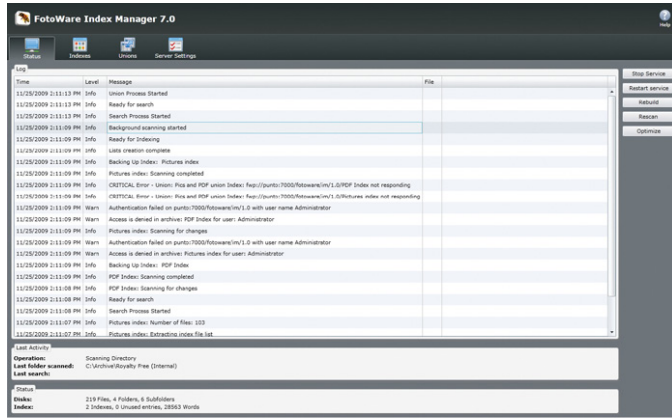 FotoWare Index Manager 7.0
Help
Status Indexes Unions Server Settings
Log
Time Level Message File
11/25/2009 2:11:13 PM Info Union Process Started
11/25/2009 2:11:13 PM Info Ready for search
11/25/2009 2:11:13 PM Info Search Process Started
11/25/2009 2:11:09 PM Info Background scanning started
11/25/2009 2:11:09 PM Info Ready for Indexing
11/25/2009 2:11:09 PM Info Lists creation complete
11/25/2009 2:11:09 PM Info Backing Up Index: Pictures index
11/25/2009 2:11:09 PM Info Pictures index: Scanning completed
11/25/2009 2:11:09 PM Info CRITICAL Error - Union: Pics and PDF union Index: fwp://punto:7000/fotoware/im/1.0/PDF Index not responding
11/25/2009 2:11:09 PM Info CRITICAL Error - Union: Pics and PDF union Index: fwp://punto:7000/fotoware/im/1.0/Pictures index not responding
11/25/2009 2:11:09 PM Warn Authentication failed on punto:7000/fotoware/im/1.0 with user name Administrator
11/25/2009 2:11:09 PM Warn Access is denied in archive: PDF Index for user: Administrator
11/25/2009 2:11:09 PM Info Pictures index: Scanning for changes
11/25/2009 2:11:09 PM Warn Authentication failed on punto:7000/fotoware/im/1.0 with user name Administrator
11/25/2009 2:11:09 PM Warn Access is denied in archive: Pictures index for user: Administrator
11/25/2009 2:11:09 PM Info Backing Up Index: PDF Index
11/25/2009 2:11:09 PM Info PDF Index: Scanning completed
11/25/2009 2:11:08 PM Info PDF Index: Scanning for changes
11/25/2009 2:11:08 PM Info Ready for search
11/25/2009 2:11:08 PM Info Search Process Started
11/25/2009 2:11:07 PM Info Pictures index: Number of files: 103
11/25/2009 2:11:07 PM Info Pictures index: Extracting index file list
Stop Service
Restart service
Rebuild
Rescan
Optimize
Last Activity
Operation: Scanning Directory
Last folder scanned: C:\Archive\Royalty Free (Internal)
Last search:
Status
Disks: 219 Files, 4 Folders, 6 Subfolders
Index: 2 Indexes, 0 Unused entries, 28563 Words